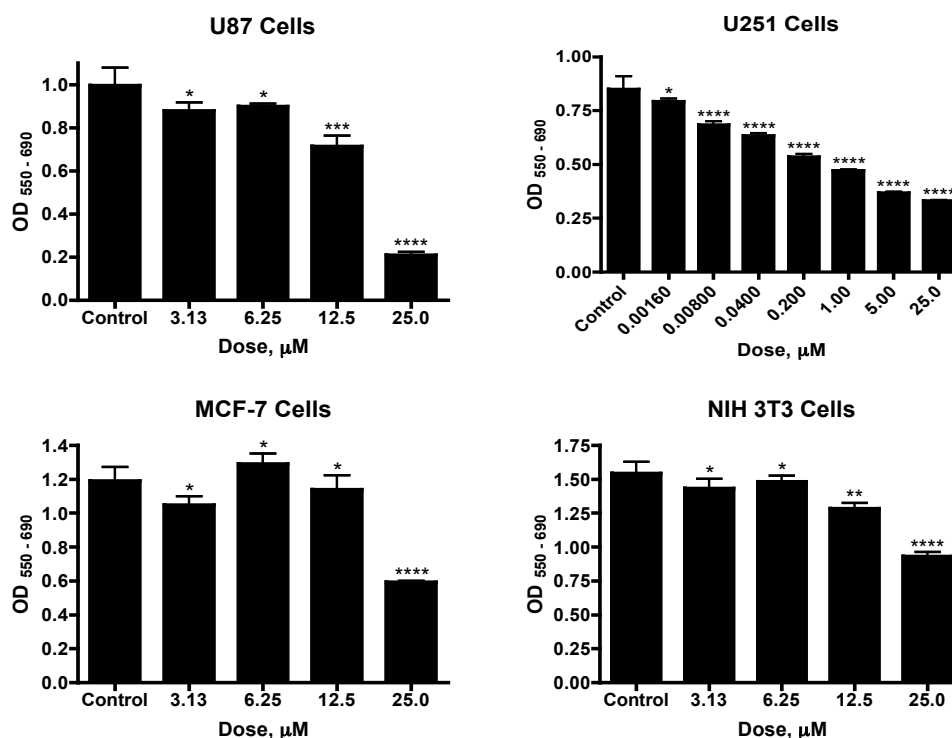 U87 Cells
OD 550 - 690
1.0
0.8
0.6
0.4
0.2
0.0
*
*
***
****
Control 3.13 6.25 12.5 25.0
Dose, μM
U251 Cells
OD 550 - 690
1.00
0.75
0.50
0.25
0.00
*
****
****
****
****
****
****
Control 0.00160 0.00800 0.0400 0.200 1.00 5.00 25.0
Dose, μM
MCF-7 Cells
OD 550 - 690
1.4
1.2
1.0
0.8
0.6
0.4
0.2
0.0
*
*
*
****
Control 3.13 6.25 12.5 25.0
Dose, μM
NIH 3T3 Cells
OD 550 - 690
1.75
1.50
1.25
1.00
0.75
0.50
0.25
0.00
*
*
**
****
Control 3.13 6.25 12.5 25.0
Dose, μM